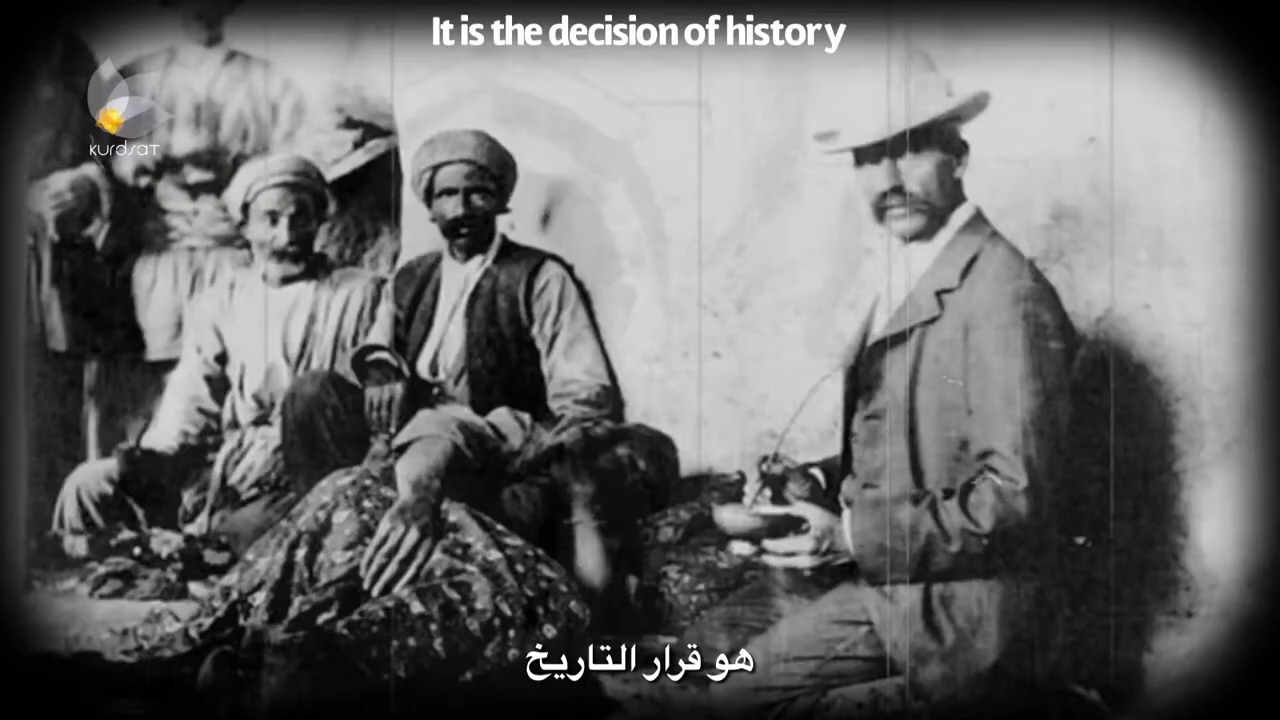 It is the decision of history
kurdsat
هو قرار التاريخ